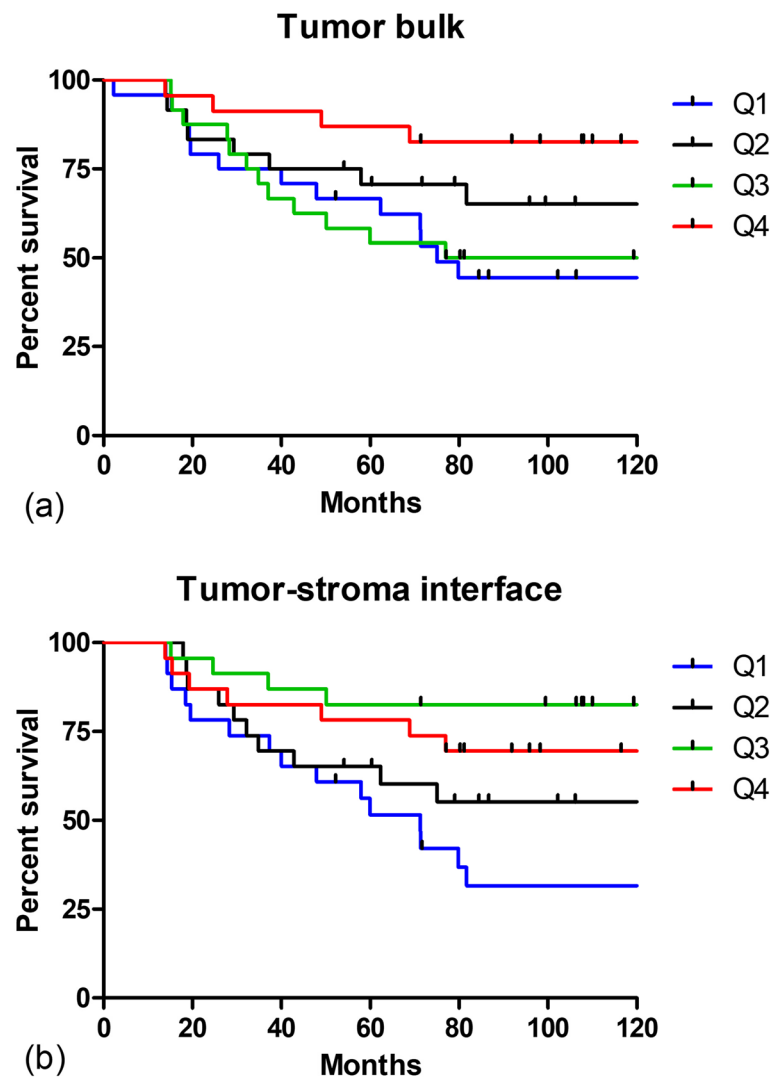 Tumor bulk
100
75
50
25
0
Percent survival
0 20 40 60 80 100 120
Months
Q1
Q2
Q3
Q4
(a)
Tumor-stroma interface
100
75
50
25
0
Percent survival
0 20 40 60 80 100 120
Months
Q1
Q2
Q3
Q4
(b)